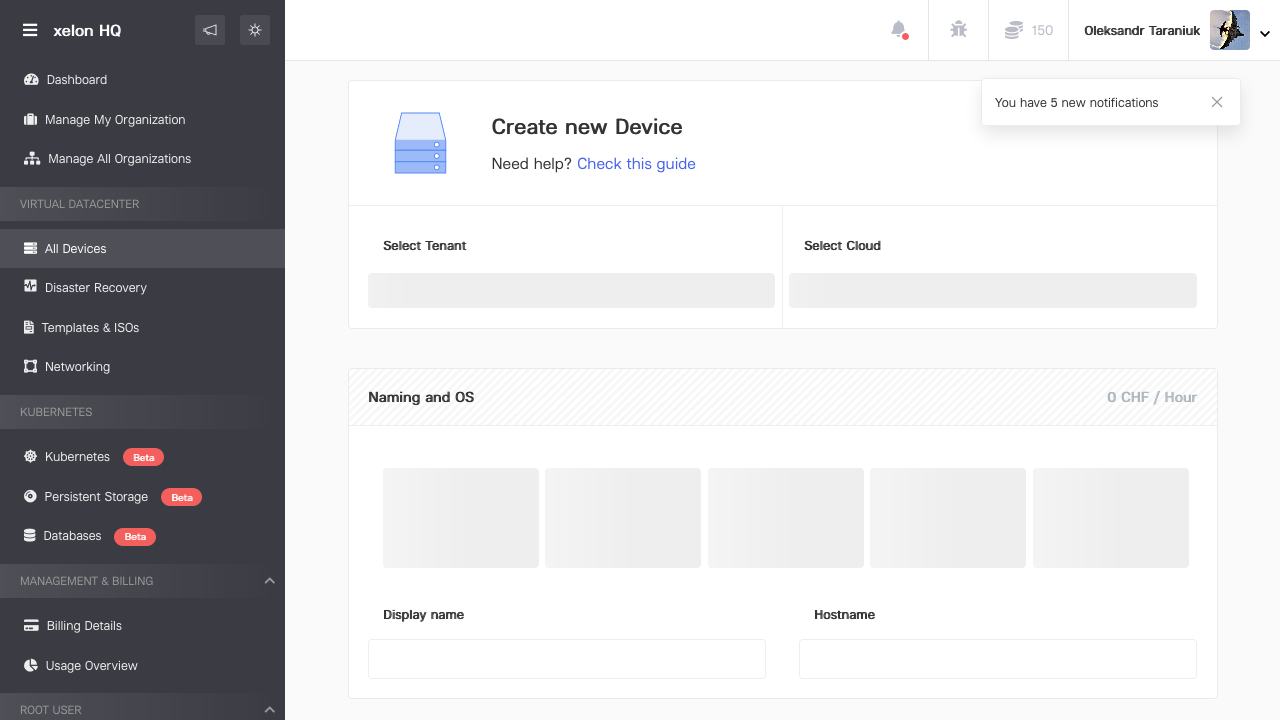 xelon HQ
150
Oleksandr Taraniuk
Dashboard
Manage My Organization
Manage All Organizations
VIRTUAL DATACENTER
All Devices
Disaster Recovery
Templates & ISOs
Networking
KUBERNETES
Kubernetes Beta
Persistent Storage Beta
Databases Beta
MANAGEMENT & BILLING
Billing Details
Usage Overview
ROOT USER
You have 5 new notifications
Create new Device
Need help? Check this guide
Select Tenant
Select Cloud
Naming and OS
0 CHF / Hour
Display name
Hostname